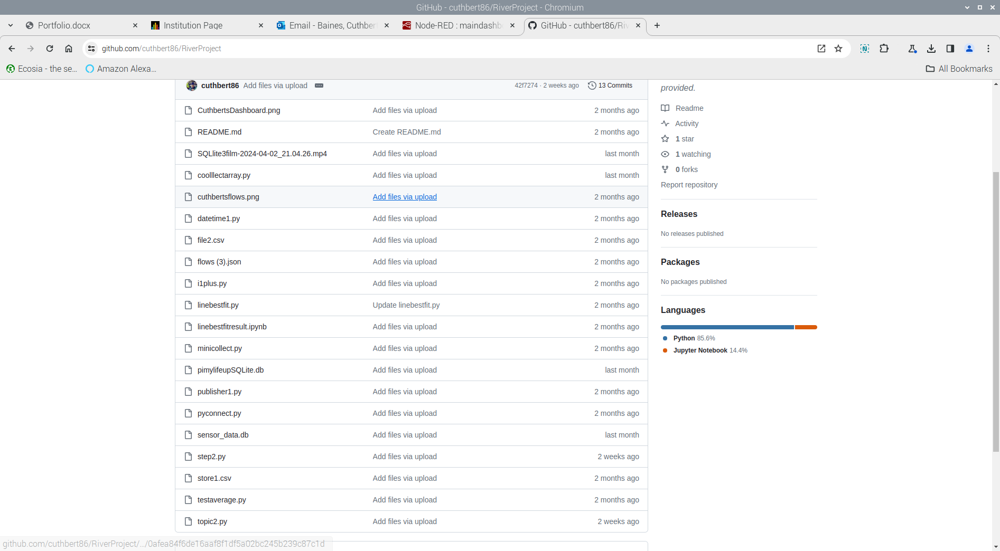 GitHub - cuthbert86/RiverProject - Chromium
Portfolio.docx
Institution Page
Email - Baines, Cuthbert
Node-RED : maindashb
GitHub - cuthbert86/Riv
github.com/cuthbert86/RiverProject
Ecosia - the se...
Amazon Alexa...
All Bookmarks
cuthbert86 Add files via upload 42f7274 · 2 weeks ago 13 Commits
CuthbertsDashboard.png Add files via upload 2 months ago
README.md Create README.md 2 months ago
SQLlite3film-2024-04-02_21.04.26.mp4 Add files via upload last month
coolllectarray.py Add files via upload last month
cuthbertsflows.png Add files via upload 2 months ago
datetime1.py Add files via upload 2 months ago
file2.csv Add files via upload 2 months ago
flows (3).json Add files via upload 2 months ago
i1plus.py Add files via upload 2 months ago
linebestfit.py Update linebestfit.py 2 months ago
linebestfitresult.ipynb Add files via upload 2 months ago
minicollect.py Add files via upload 2 months ago
pimylifeupSQLite.db Add files via upload last month
publisher1.py Add files via upload 2 months ago
pyconnect.py Add files via upload 2 months ago
sensor_data.db Add files via upload last month
step2.py Add files via upload 2 weeks ago
store1.csv Add files via upload 2 months ago
testaverage.py Add files via upload 2 months ago
topic2.py Add files via upload 2 weeks ago
provided.
Readme
Activity
1 star
1 watching
0 forks
Report repository
Releases
No releases published
Packages
No packages published
Languages
Python 85.6%
Jupyter Notebook 14.4%
github.com/cuthbert86/RiverProject/.../0afea84f6de16aaf8f1df5a02bc245b239c87c1d